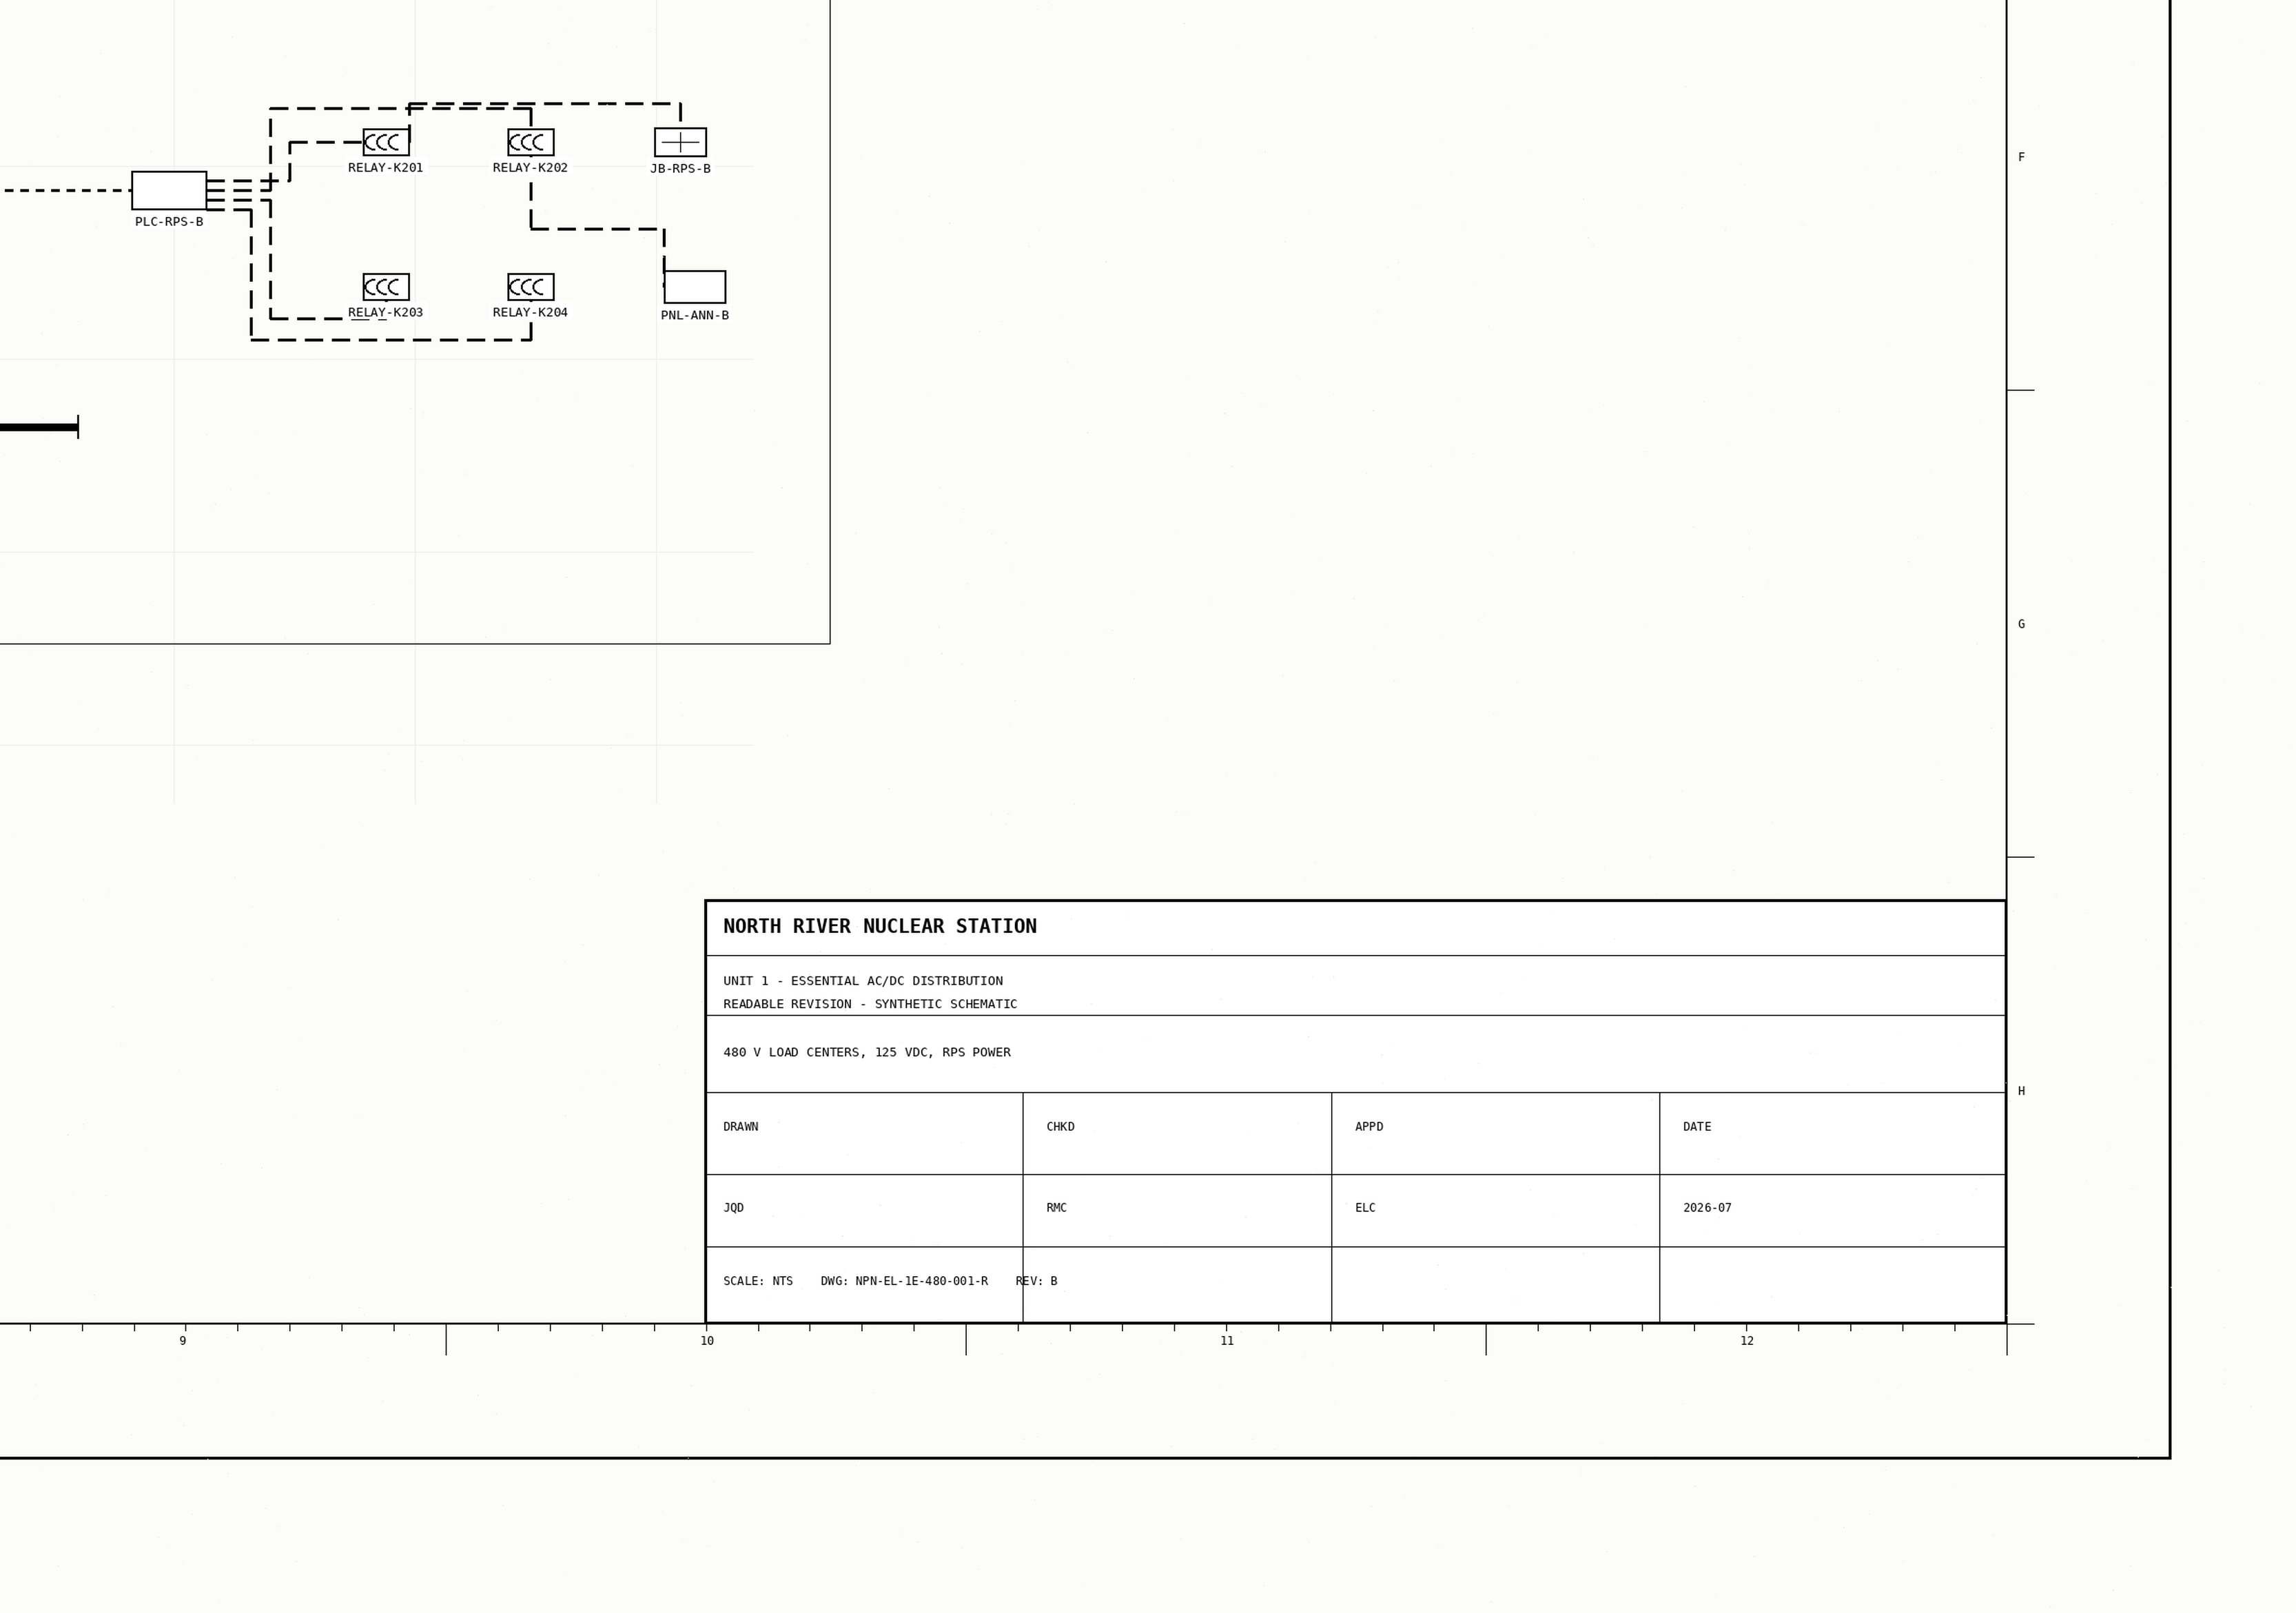 F
RELAY-K201
RELAY-K202
JB-RPS-B
PLC-RPS-B
RELAY-K203
RELAY-K204
PNL-ANN-B
G
NORTH RIVER NUCLEAR STATION
UNIT 1 - ESSENTIAL AC/DC DISTRIBUTION
READABLE REVISION - SYNTHETIC SCHEMATIC
480 V LOAD CENTERS, 125 VDC, RPS POWER
H
DRAWN CHKD APPD DATE
JQD RMC ELC 2026-07
SCALE: NTS DWG: NPN-EL-1E-480-001-R REV: B
9 10 11 12